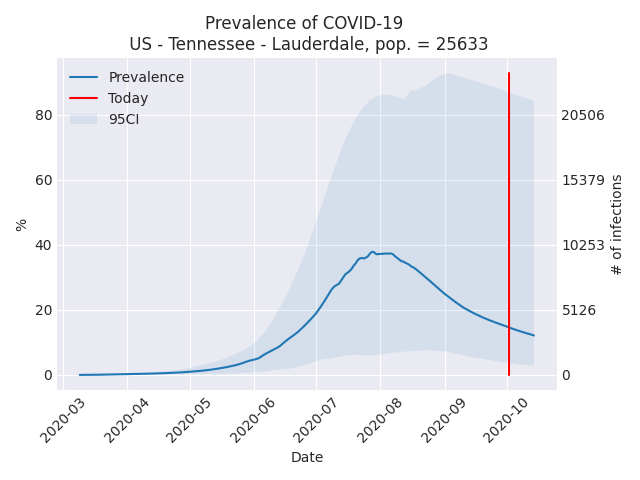 Prevalence of COVID-19
US - Tennessee - Lauderdale, pop. = 25633
Prevalence
Today
95CI
%
80
60
40
20
0
20506
15379
10253
5126
0
# of infections
2020-03
2020-04
2020-05
2020-06
2020-07
2020-08
2020-09
2020-10
Date